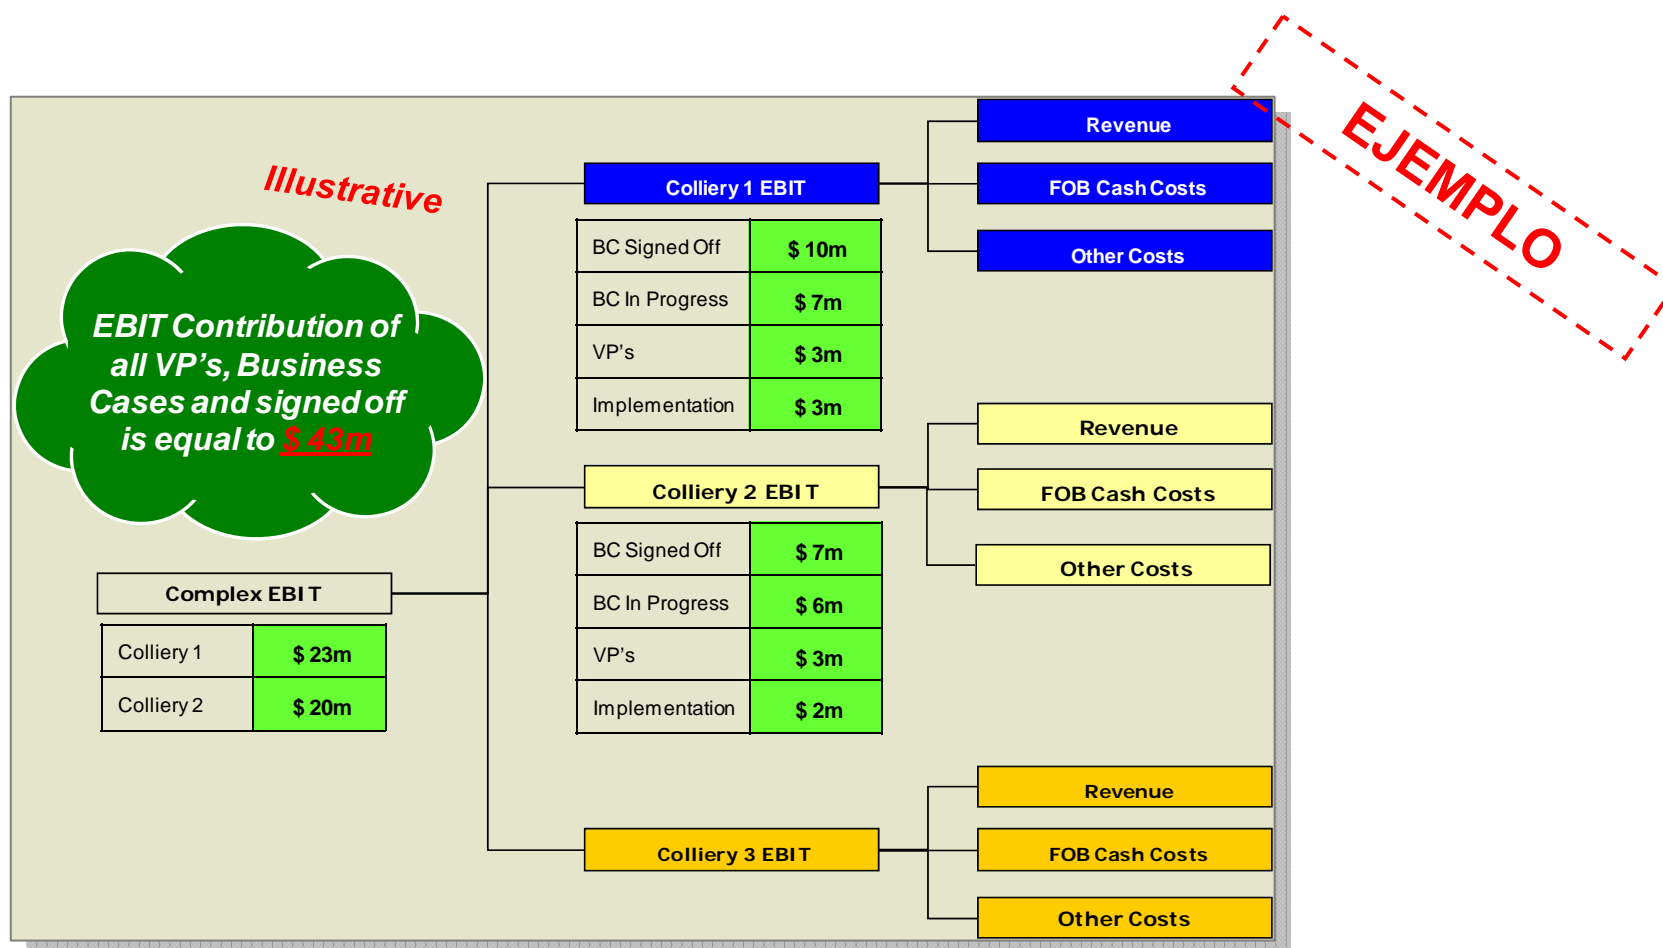 EJEMPLO
Illustrative
EBIT Contribution of
all VP's, Business
Cases and signed off
is equal to $ 43m
Complex EBIT
Colliery 1 $ 23m
Colliery 2 $ 20m
Colliery 1 EBIT
BC Signed Off $ 10m
BC In Progress $ 7m
VP's $ 3m
Implementation $ 3m
Revenue
FOB Cash Costs
Other Costs
Colliery 2 EBIT
BC Signed Off $ 7m
BC In Progress $ 6m
VP's $ 3m
Implementation $ 2m
Revenue
FOB Cash Costs
Other Costs
Colliery 3 EBIT
Revenue
FOB Cash Costs
Other Costs